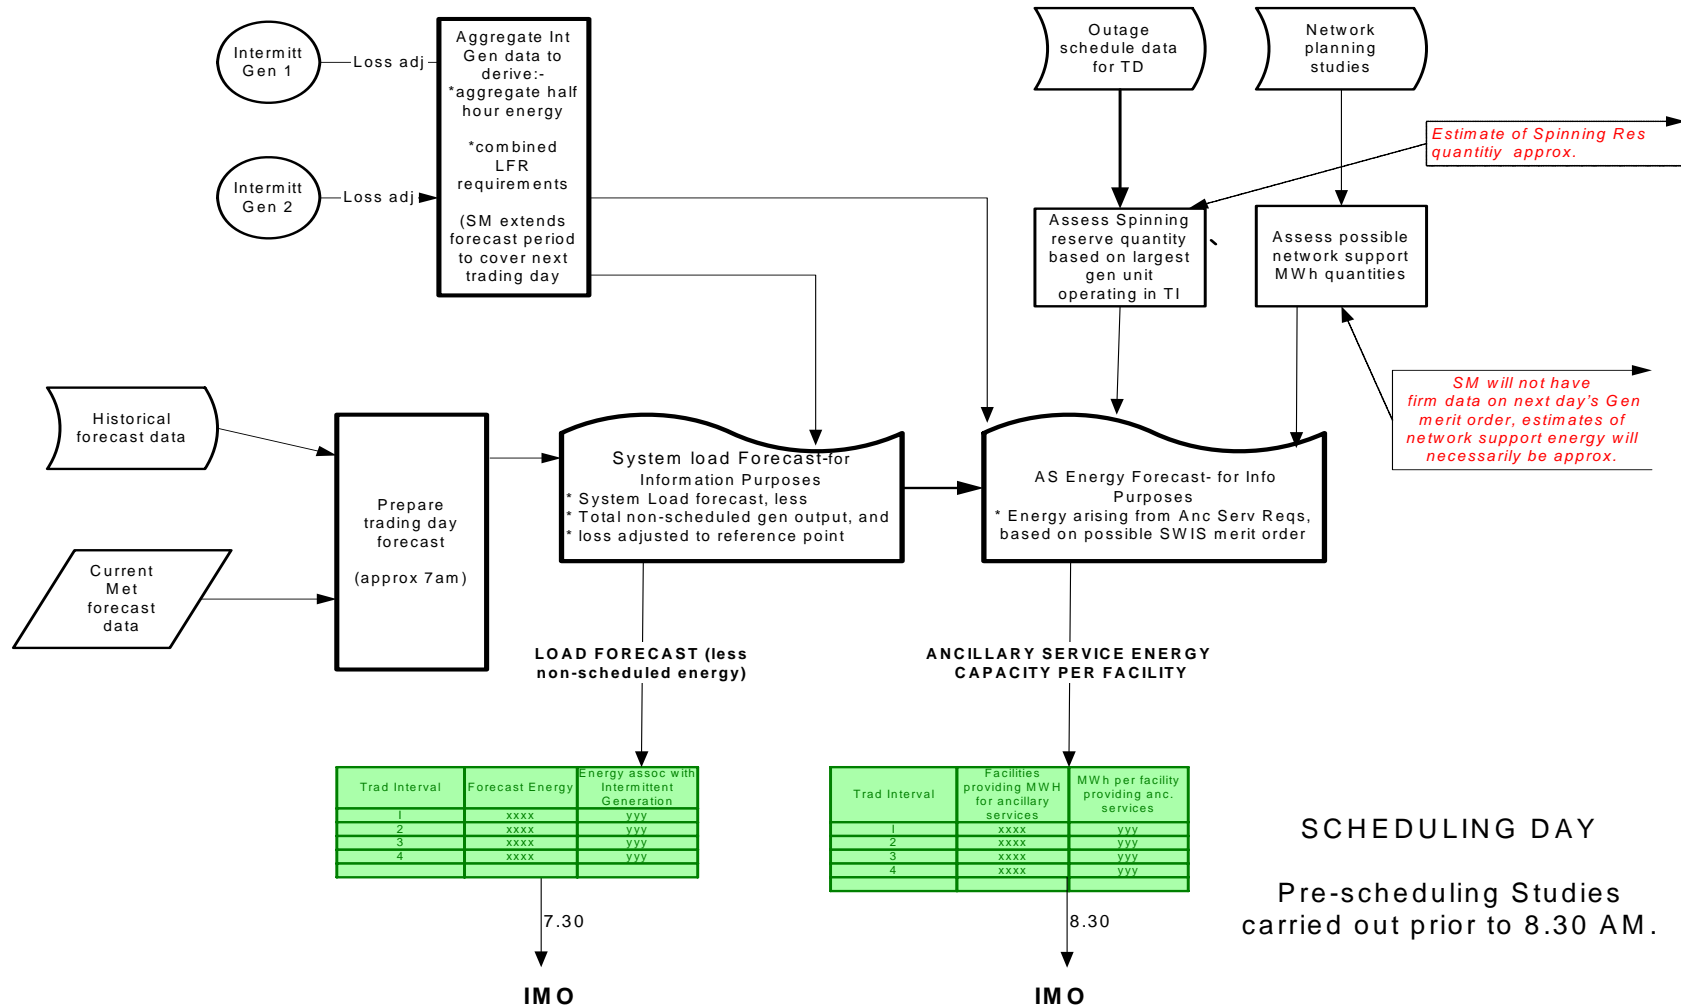 Intermitt
Gen 1
Loss adj
Intermitt
Gen 2
Loss adj
Aggregate Int
Gen data to
derive:-
*aggregate half
hour energy
*combined
LFR
requirements
(SM extends
forecast period
to cover next
trading day
Outage
schedule data
for TD
Network
planning
studies
Estimate of Spinning Res
quantitiy approx.
Assess Spinning
reserve quantity
based on largest
gen unit
operating in TI
Assess possible
network support
MWh quantities
SM will not have
firm data on next day's Gen
merit order, estimates of
network support energy will
necessarily be approx.
Historical
forecast data
Current
Met
forecast
data
Prepare
trading day
forecast
(approx 7am)
System load Forecast-for
Information Purposes
* System Load forecast, less
* Total non-scheduled gen output, and
* loss adjusted to reference point
AS Energy Forecast- for Info
Purposes
* Energy arising from Anc Serv Reqs,
based on possible SWIS merit order
LOAD FORECAST (less
non-scheduled energy)
ANCILLARY SERVICE ENERGY
CAPACITY PER FACILITY
Trad Interval Forecast Energy Energy assoc with Intermittent Generation
I xxxx yyy
2 xxxx yyy
3 xxxx yyy
4 xxxx yyy
Trad Interval Facilities providing MWH for ancillary services MWh per facility providing anc. services
I xxxx yyy
2 xxxx yyy
3 xxxx yyy
4 xxxx yyy
7.30
IMO
8.30
IMO
SCHEDULING DAY
Pre-scheduling Studies
carried out prior to 8.30 AM.